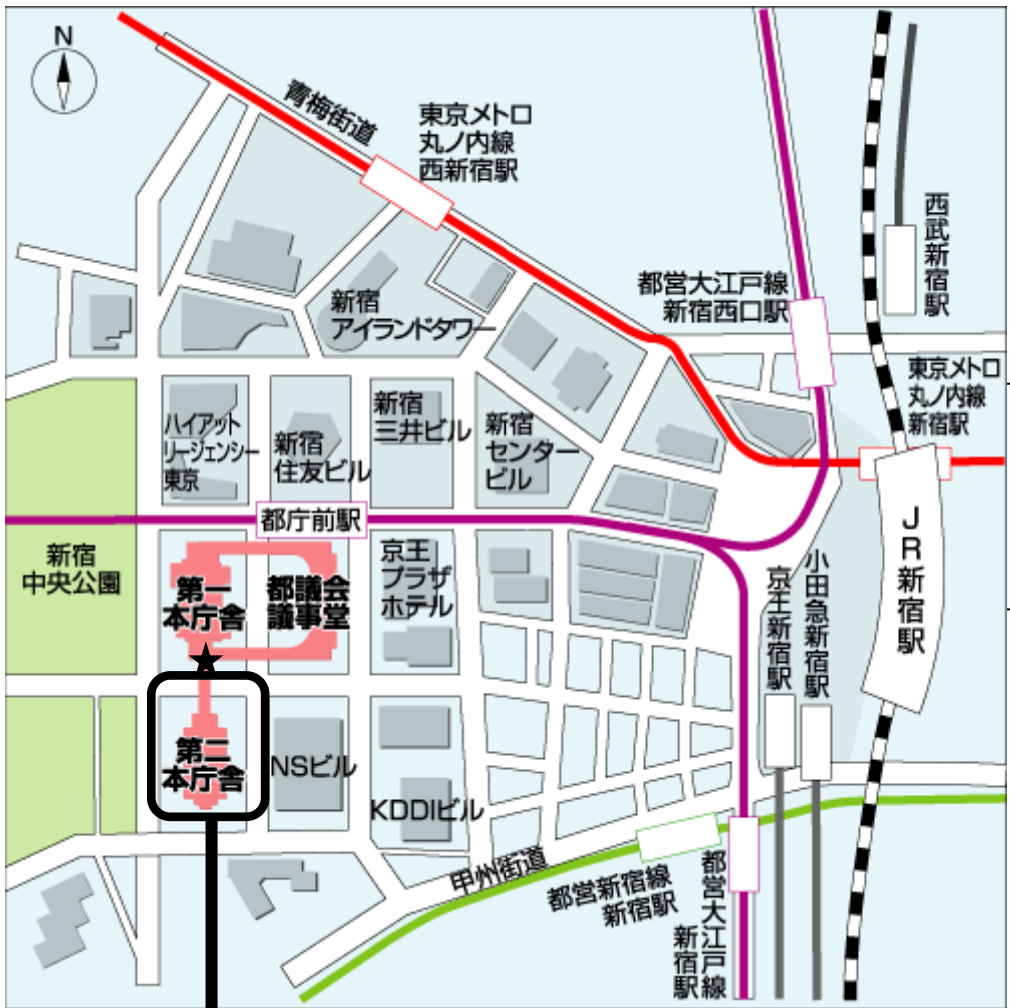 N
青梅街道
東京メトロ
丸ノ内線
西新宿駅
西武新宿駅
都営大江戸線
新宿西口駅
新宿
アイランドタワー
東京メトロ
丸ノ内線
新宿駅
ハイアット
リージェンシー
東京
新宿
住友ビル
新宿
三井ビル
新宿
センター
ビル
都庁前駅
JR新宿駅
新宿
中央公園
第一
本庁舎
都議会
議事堂
京王
プラザ
ホテル
京王新宿駅
小田急新宿駅
第二
本庁舎
NSビル
KDDIビル
甲州街道
都営新宿線
新宿駅
都営大江戸線
新宿駅